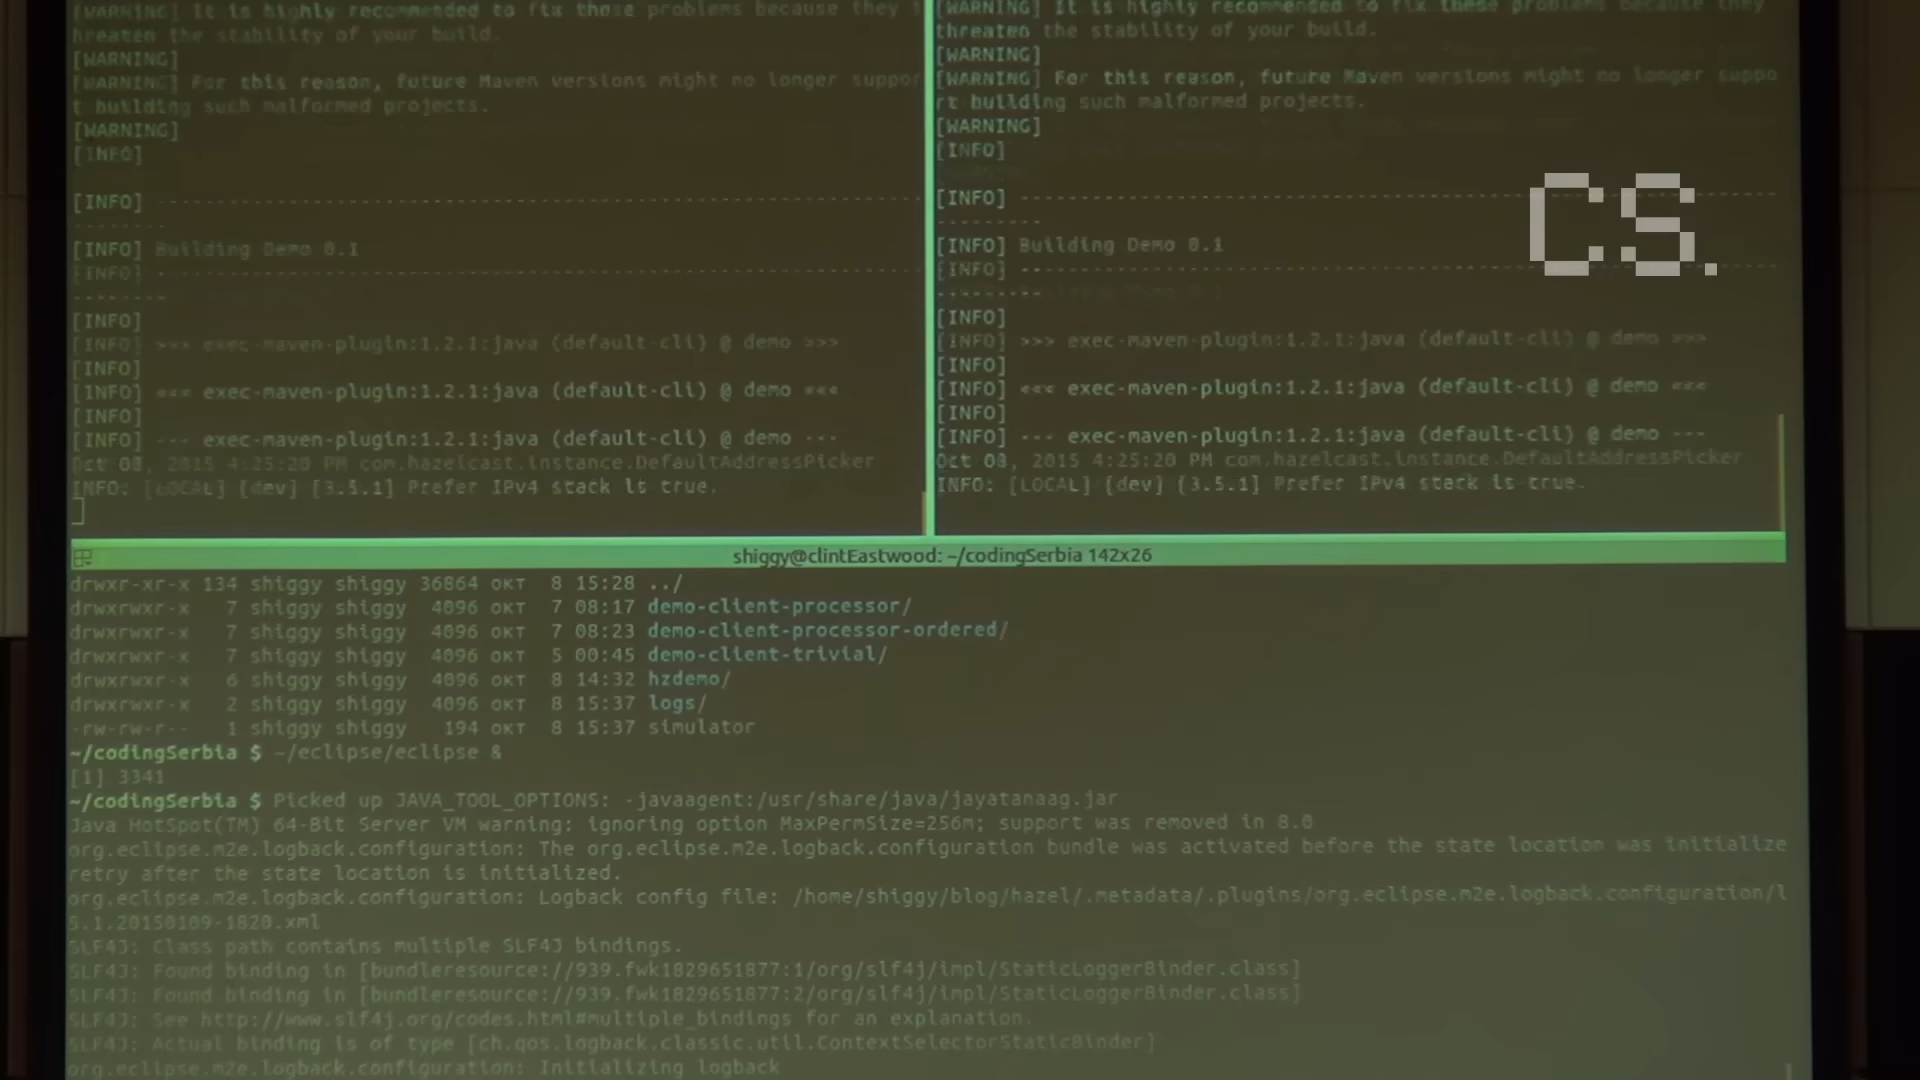 [WARNING] It is highly recommended to fix these problems because they t
hreaten the stability of your build.
[WARNING]
[WARNING] For this reason, future Maven versions might no longer suppor
t building such malformed projects.
[WARNING]
[INFO]
[INFO] ------------------------------------------------------------------------
[INFO] Building Demo 0.1
[INFO] ------------------------------------------------------------------------
[INFO]
[INFO] >>> exec-maven-plugin:1.2.1:java (default-cli) @ demo >>>
[INFO]
[INFO] <<< exec-maven-plugin:1.2.1:java (default-cli) @ demo <<<
[INFO]
[INFO] --- exec-maven-plugin:1.2.1:java (default-cli) @ demo ---
Oct 08, 2015 4:25:20 PM com.hazelcast.instance.DefaultAddressPicker
INFO: [LOCAL] [dev] [3.5.1] Prefer IPv4 stack is true.
[WARNING] It is highly recommended to fix these problems because they
threaten the stability of your build.
[WARNING]
[WARNING] For this reason, future Maven versions might no longer suppo
rt building such malformed projects.
[WARNING]
[INFO]
[INFO] ------------------------------------------------------------------------
[INFO] Building Demo 0.1
[INFO] ------------------------------------------------------------------------
[INFO]
[INFO] >>> exec-maven-plugin:1.2.1:java (default-cli) @ demo >>>
[INFO]
[INFO] <<< exec-maven-plugin:1.2.1:java (default-cli) @ demo <<<
[INFO]
[INFO] --- exec-maven-plugin:1.2.1:java (default-cli) @ demo ---
Oct 08, 2015 4:25:20 PM com.hazelcast.instance.DefaultAddressPicker
INFO: [LOCAL] [dev] [3.5.1] Prefer IPv4 stack is true.
CS.
shiggy@clintEastwood: ~/codingSerbia 142x26
drwxr-xr-x 134 shiggy shiggy 36864 окт  8 15:28 ../
drwxrwxr-x   7 shiggy shiggy  4096 окт  7 08:17 demo-client-processor/
drwxrwxr-x   7 shiggy shiggy  4096 окт  7 08:23 demo-client-processor-ordered/
drwxrwxr-x   7 shiggy shiggy  4096 окт  5 00:45 demo-client-trivial/
drwxrwxr-x   6 shiggy shiggy  4096 окт  8 14:32 hzdemo/
drwxrwxr-x   2 shiggy shiggy  4096 окт  8 15:37 logs/
-rw-rw-r--   1 shiggy shiggy   194 окт  8 15:37 simulator
~/codingSerbia $ ~/eclipse/eclipse &
[1] 3341
~/codingSerbia $ Picked up JAVA_TOOL_OPTIONS: -javaagent:/usr/share/java/jayatanaag.jar
Java HotSpot(TM) 64-Bit Server VM warning: ignoring option MaxPermSize=256m; support was removed in 8.0
org.eclipse.m2e.logback.configuration: The org.eclipse.m2e.logback.configuration bundle was activated before the state location was initialize
retry after the state location is initialized.
org.eclipse.m2e.logback.configuration: Logback config file: /home/shiggy/blog/hazel/.metadata/.plugins/org.eclipse.m2e.logback.configuration/l
5.1.20150109-1820.xml
SLF4J: Class path contains multiple SLF4J bindings.
SLF4J: Found binding in [bundleresource://939.fwk1829651877:1/org/slf4j/impl/StaticLoggerBinder.class]
SLF4J: Found binding in [bundleresource://939.fwk1829651877:2/org/slf4j/impl/StaticLoggerBinder.class]
SLF4J: See http://www.slf4j.org/codes.html#multiple_bindings for an explanation.
SLF4J: Actual binding is of type [ch.qos.logback.classic.util.ContextSelectorStaticBinder]
org.eclipse.m2e.logback.configuration: Initializing logback